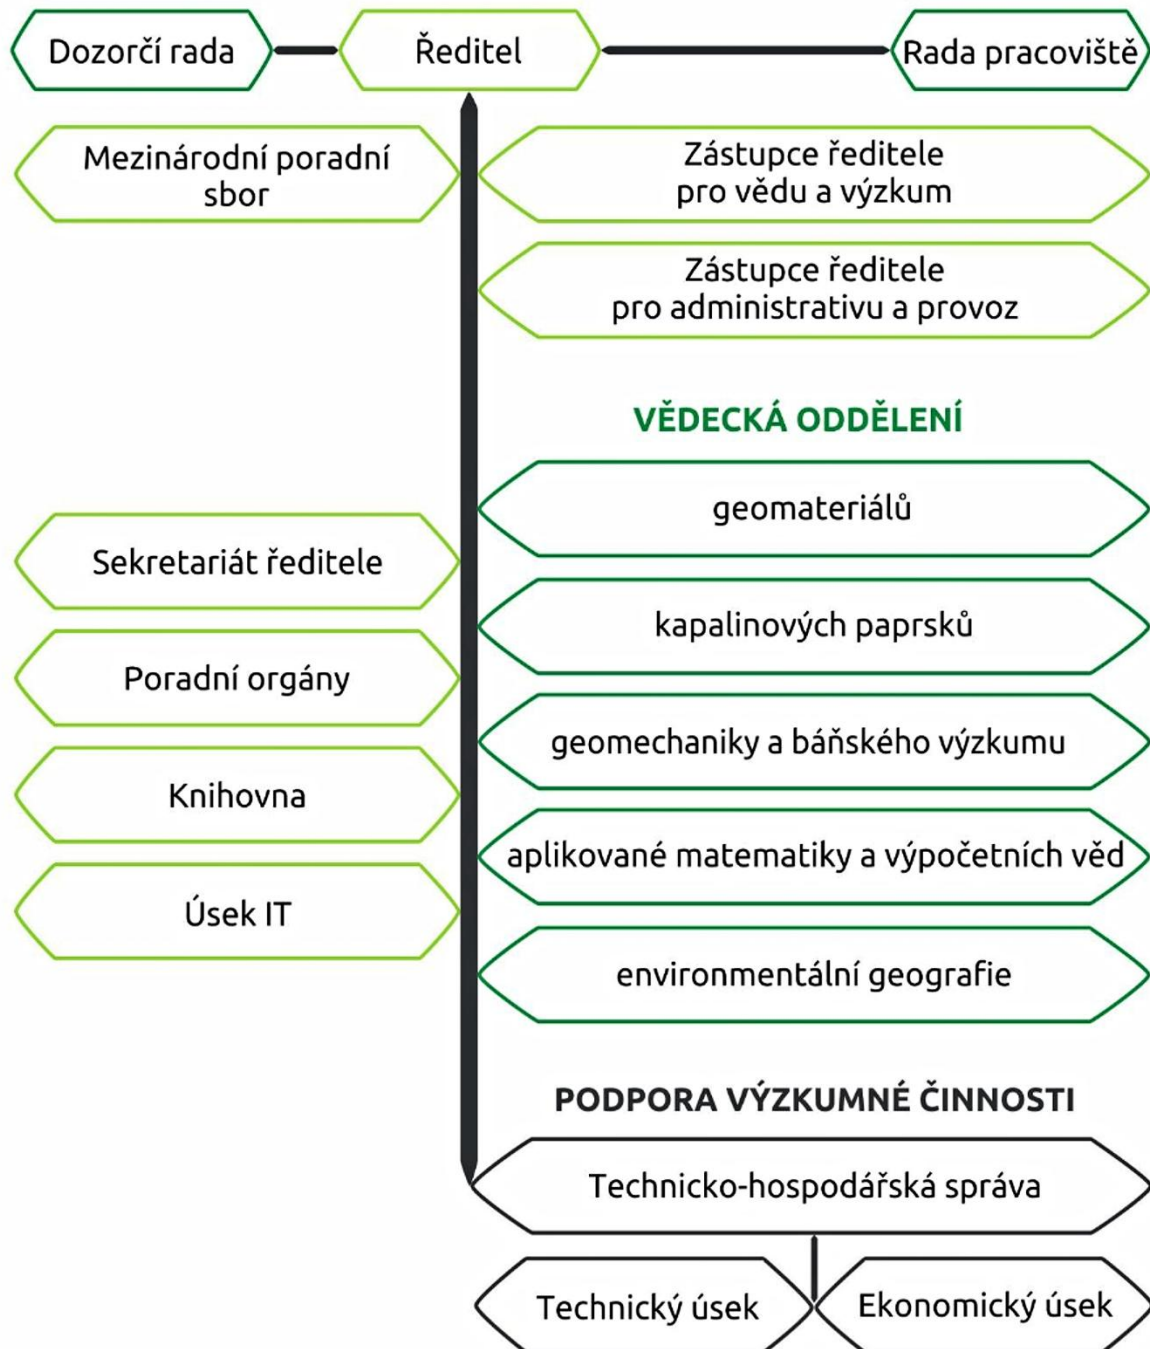 Dozorčí rada
Ředitel
Rada pracoviště
Mezinárodní poradní
sbor
Zástupce ředitele
pro vědu a výzkum
Zástupce ředitele
pro administrativu a provoz
VĚDECKÁ ODDĚLENÍ
geomateriálů
Sekretariát ředitele
kapalinových paprsků
Poradní orgány
geomechaniky a báňského výzkumu
Knihovna
aplikované matematiky a výpočetních věd
Úsek IT
environmentální geografie
PODPORA VÝZKUMNÉ ČINNOSTI
Technicko-hospodářská správa
Technický úsek
Ekonomický úsek